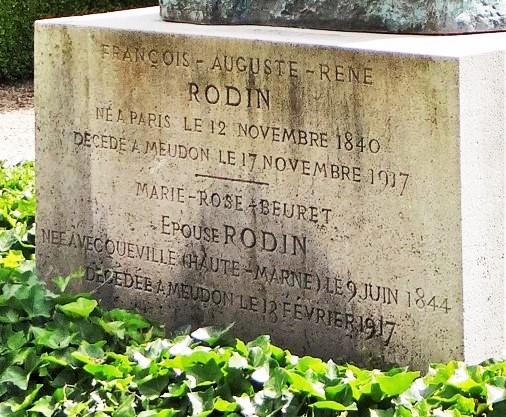 FRANÇOIS - AUGUSTE - RENÉ
RODIN
NÉ A PARIS LE 12 NOVEMBRE 1840
DÉCÉDÉ A MEUDON LE 17 NOVEMBRE 1917
MARIE-ROSE-BEURET
EPOUSE RODIN
NÉE A VECQUEVILLE (HAUTE-MARNE) LE 9 JUIN 1844
DÉCÉDÉE A MEUDON LE 13 FÉVRIER 1917